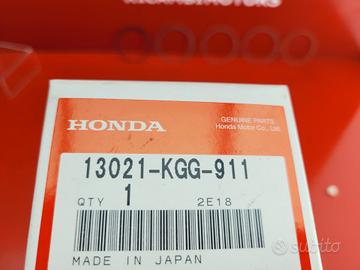 HONDA
GENUINE PARTS
Honda Motor Co., Ltd.
13021-KGG-911
QTY 1 2E18
MADE IN JAPAN
subito